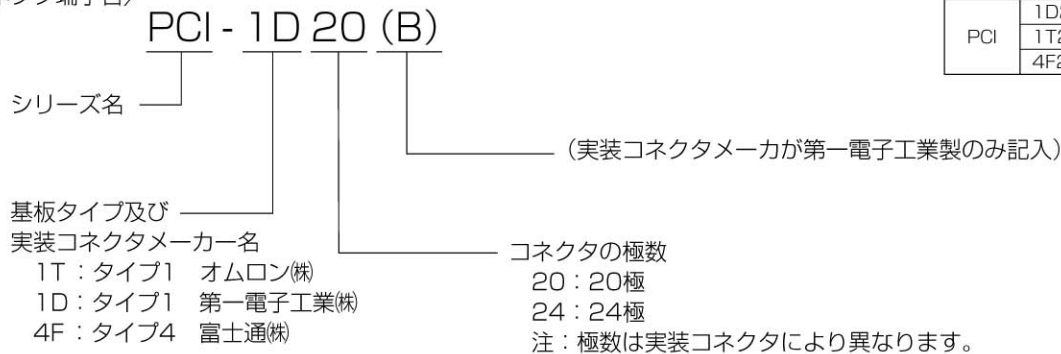 PCI - 1D 20 (B)
シリーズ名
(実装コネクタメーカが第一電子工業製のみ記入)
基板タイプ及び
実装コネクタメーカー名
1T:タイプ1 オムロン㈱
1D:タイプ1 第一電子工業㈱
4F:タイプ4 富士通㈱
コネクタの極数
20:20極
24:24極
注:極数は実装コネクタにより異なります。
PCI